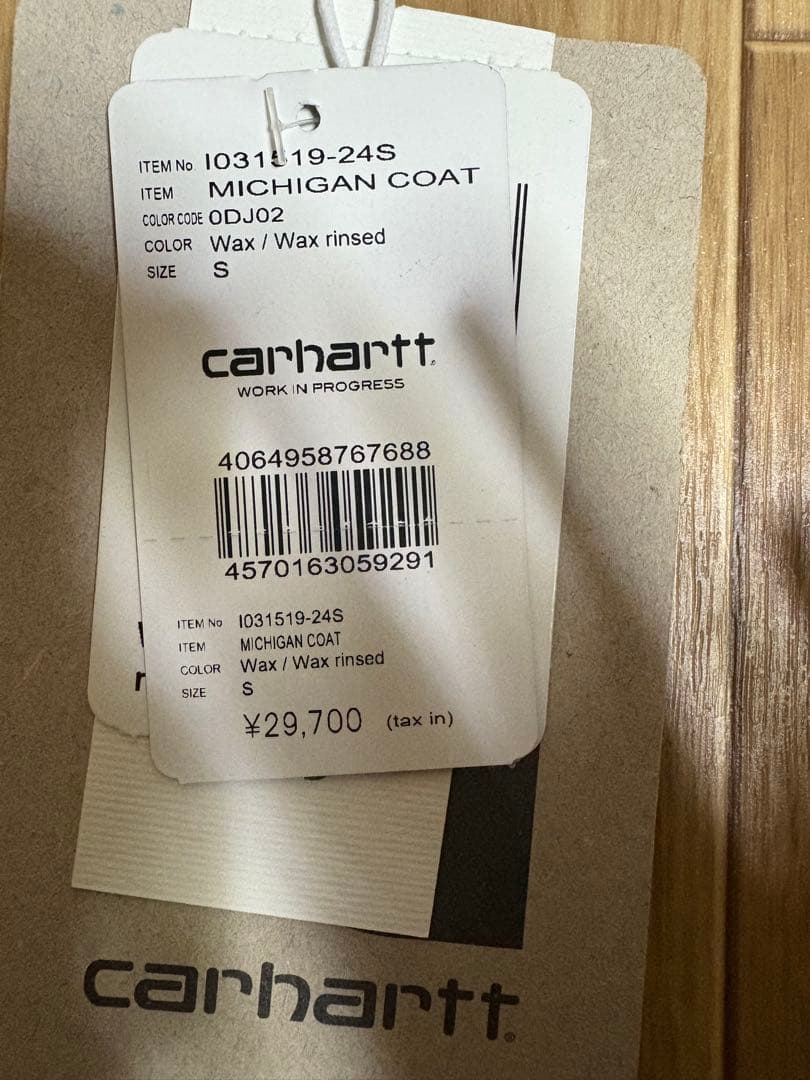 ITEM No I031519-24S
ITEM MICHIGAN COAT
COLOR CODE 0DJ02
COLOR Wax / Wax rinsed
SIZE S
carhartt
WORK IN PROGRESS
4064958767688
4570163059291
ITEM No I031519-24S
ITEM MICHIGAN COAT
COLOR Wax / Wax rinsed
SIZE S
¥29,700 (tax in)
carhartt